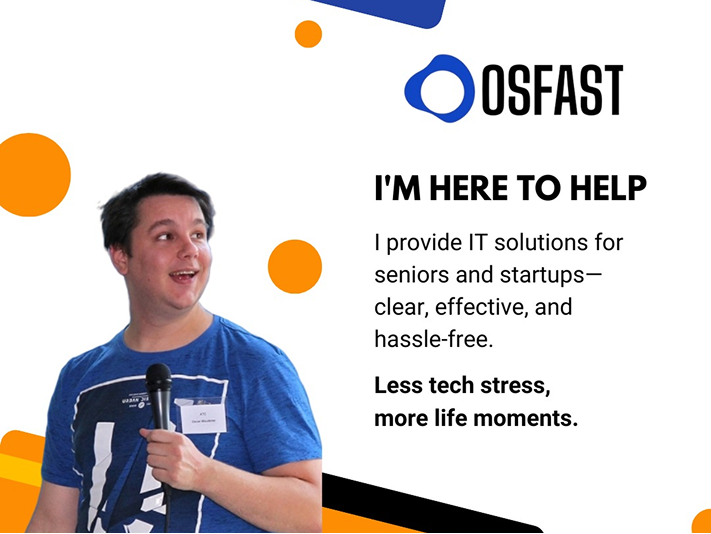 OSFAST
I'M HERE TO HELP
I provide IT solutions for
seniors and startups—
clear, effective, and
hassle-free.
Less tech stress,
more life moments.